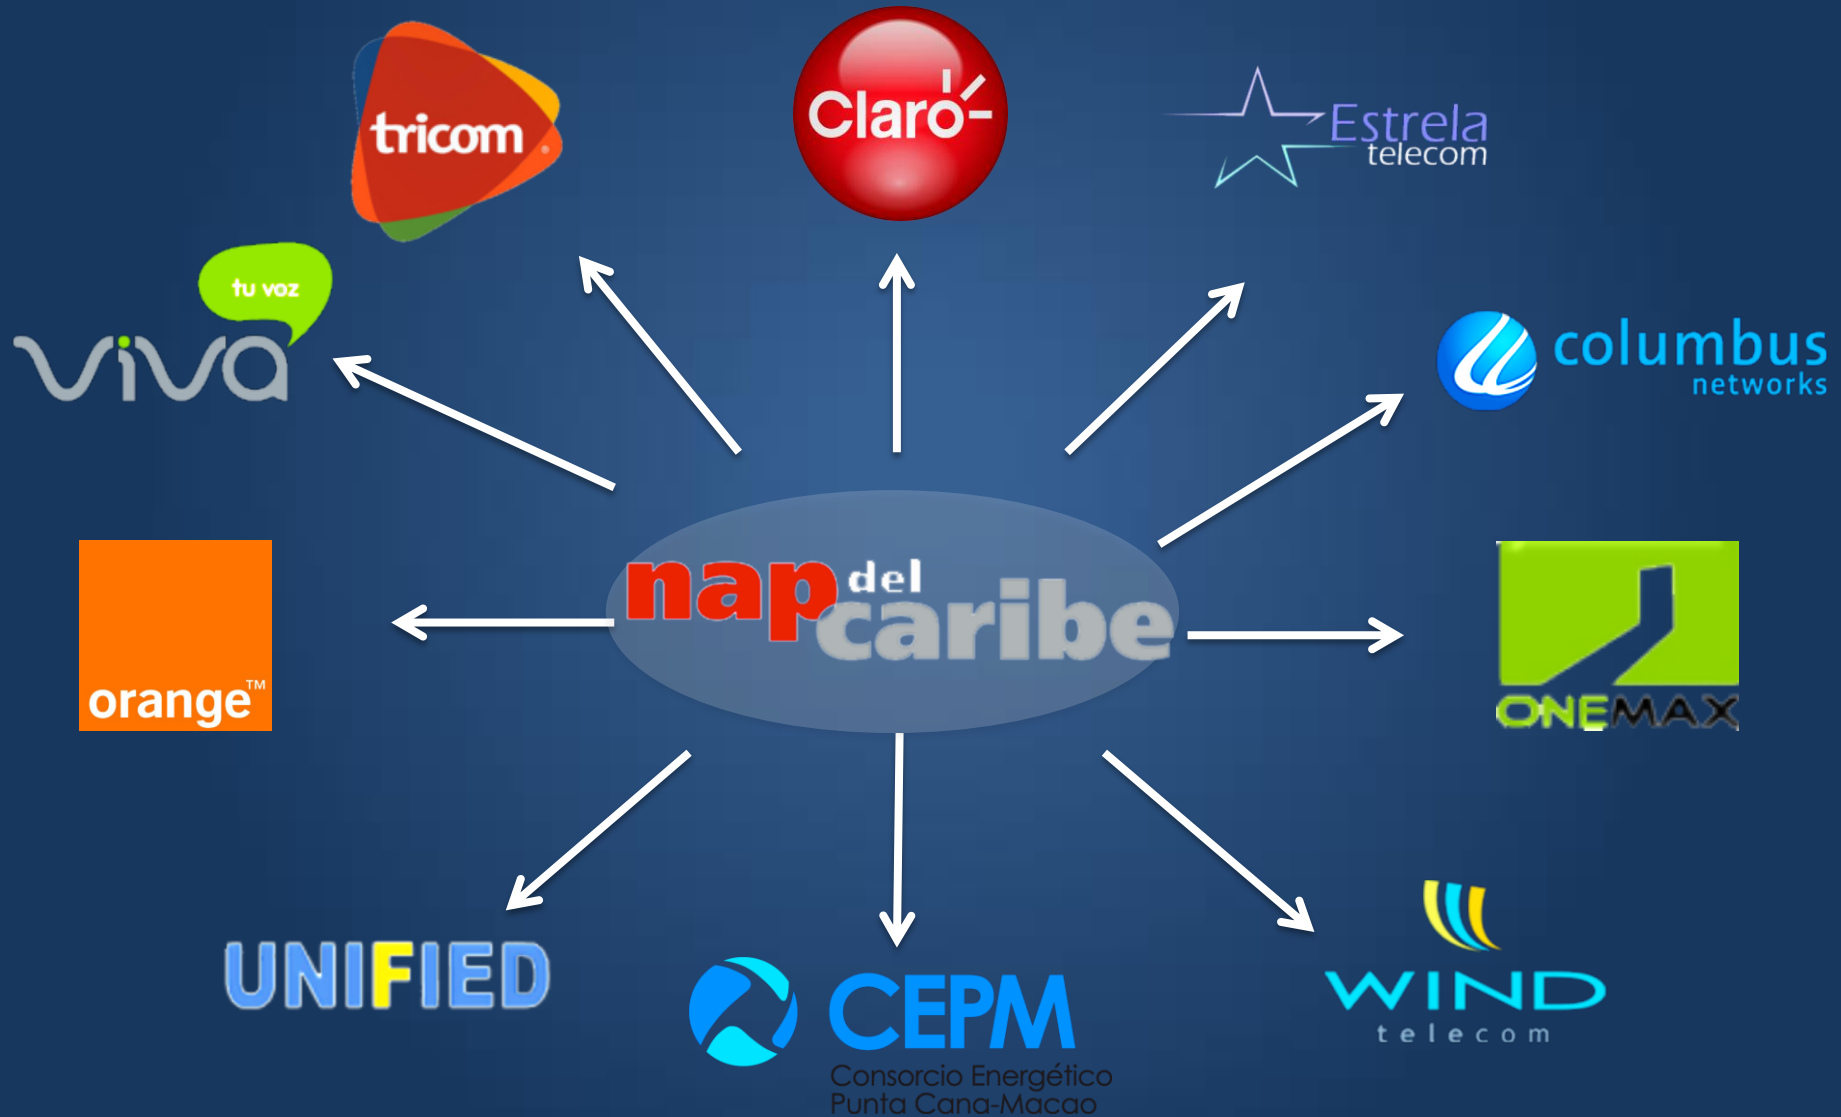 tricom
Claro
Estrela
telecom
tu voz
viva
columbus
networks
nap del
caribe
orange™
ONEMAX
UNIFIED
CEPM
Consorcio Energético
Punta Cana-Macao
WIND
telecom